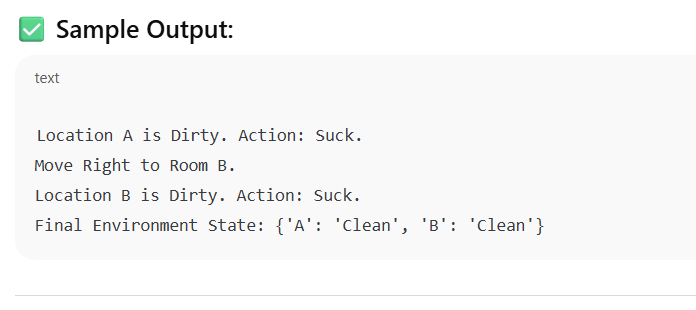 ✅ Sample Output:
text
Location A is Dirty. Action: Suck.
Move Right to Room B.
Location B is Dirty. Action: Suck.
Final Environment State: {'A': 'Clean', 'B': 'Clean'}